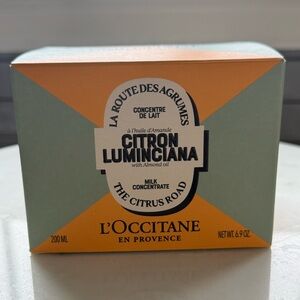 LA ROUTE DES AGRUMES
CONCENTRE
DE LAIT
à l'huile d'Amande
CITRON
LUMINCIANA
with Almond oil
MILK
CONCENTRATE
THE CITRUS ROAD
L'OCCITANE
EN PROVENCE
200 ML
NET WT. 6.9 OZ.